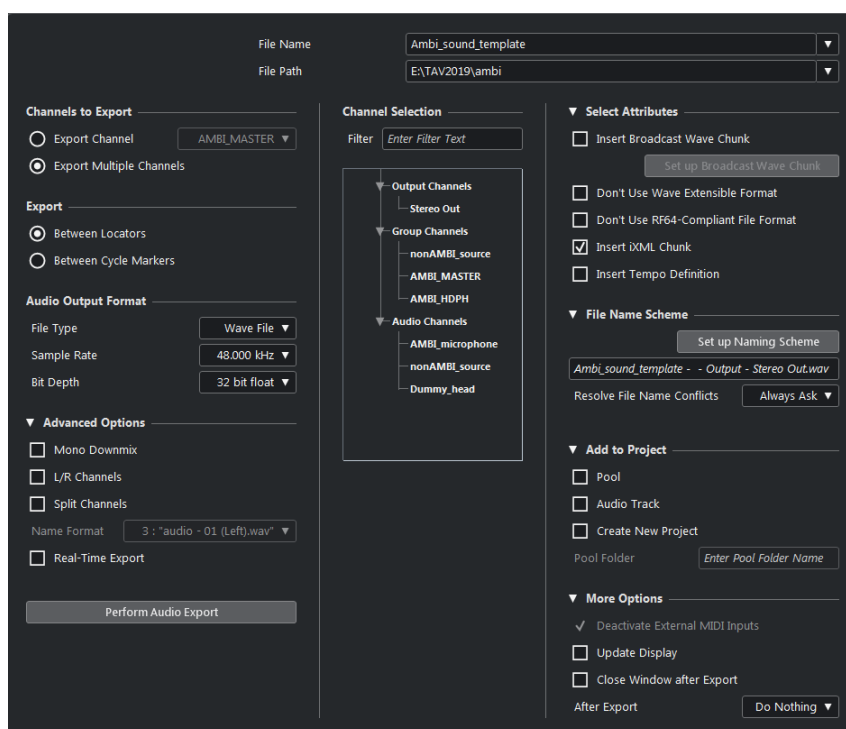 File Name Ambi_sound_template
File Path E:\TAV2019\ambi
Channels to Export
Export Channel AMBI_MASTER
Export Multiple Channels
Export
Between Locators
Between Cycle Markers
Audio Output Format
File Type Wave File
Sample Rate 48.000 kHz
Bit Depth 32 bit float
Advanced Options
Mono Downmix
L/R Channels
Split Channels
Name Format 3 : "audio - 01 (Left).wav"
Real-Time Export
Perform Audio Export
Channel Selection
Filter Enter Filter Text
Output Channels
Stereo Out
Group Channels
nonAMBI_source
AMBI_MASTER
AMBI_HDPH
Audio Channels
AMBI_microphone
nonAMBI_source
Dummy_head
Select Attributes
Insert Broadcast Wave Chunk
Set up Broadcast Wave Chunk
Don't Use Wave Extensible Format
Don't Use RF64-Compliant File Format
Insert iXML Chunk
Insert Tempo Definition
File Name Scheme
Set up Naming Scheme
Ambi_sound_template - - Output - Stereo Out.wav
Resolve File Name Conflicts Always Ask
Add to Project
Pool
Audio Track
Create New Project
Pool Folder Enter Pool Folder Name
More Options
Deactivate External MIDI Inputs
Update Display
Close Window after Export
After Export Do Nothing